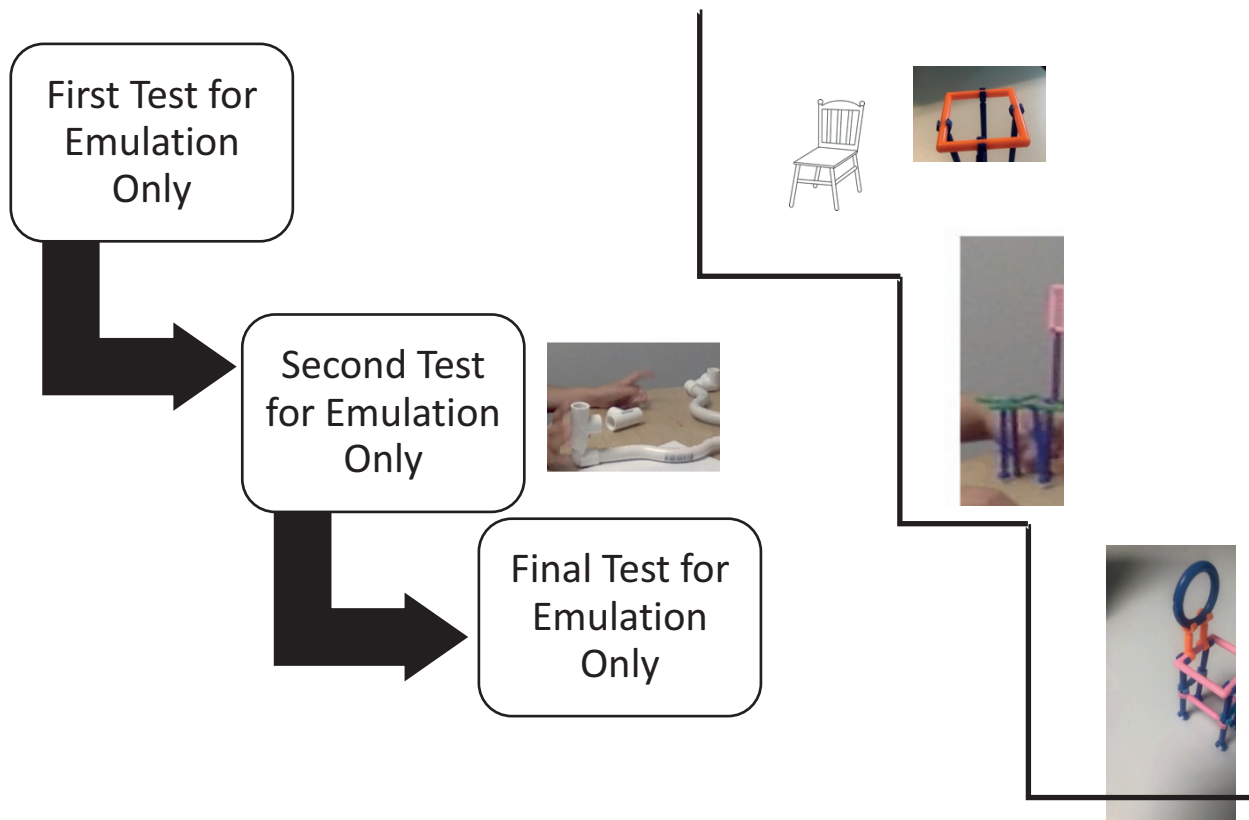 First Test for
Emulation
Only
Second Test
for Emulation
Only
Final Test for
Emulation
Only